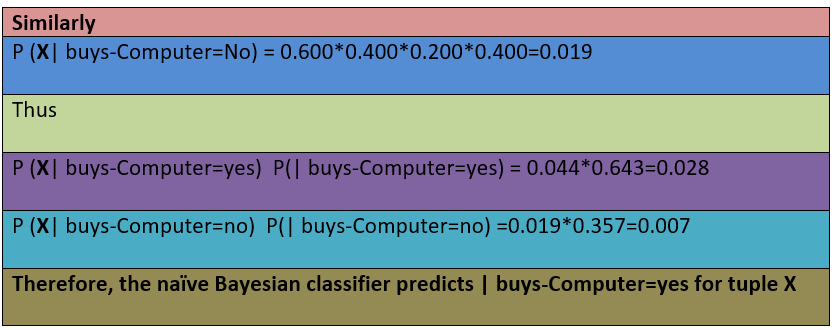 Similarly
P (X| buys-Computer=No) = 0.600*0.400*0.200*0.400=0.019
Thus
P (X| buys-Computer=yes)  P(| buys-Computer=yes) = 0.044*0.643=0.028
P (X| buys-Computer=no)  P(| buys-Computer=no) =0.019*0.357=0.007
Therefore, the naïve Bayesian classifier predicts | buys-Computer=yes for tuple X